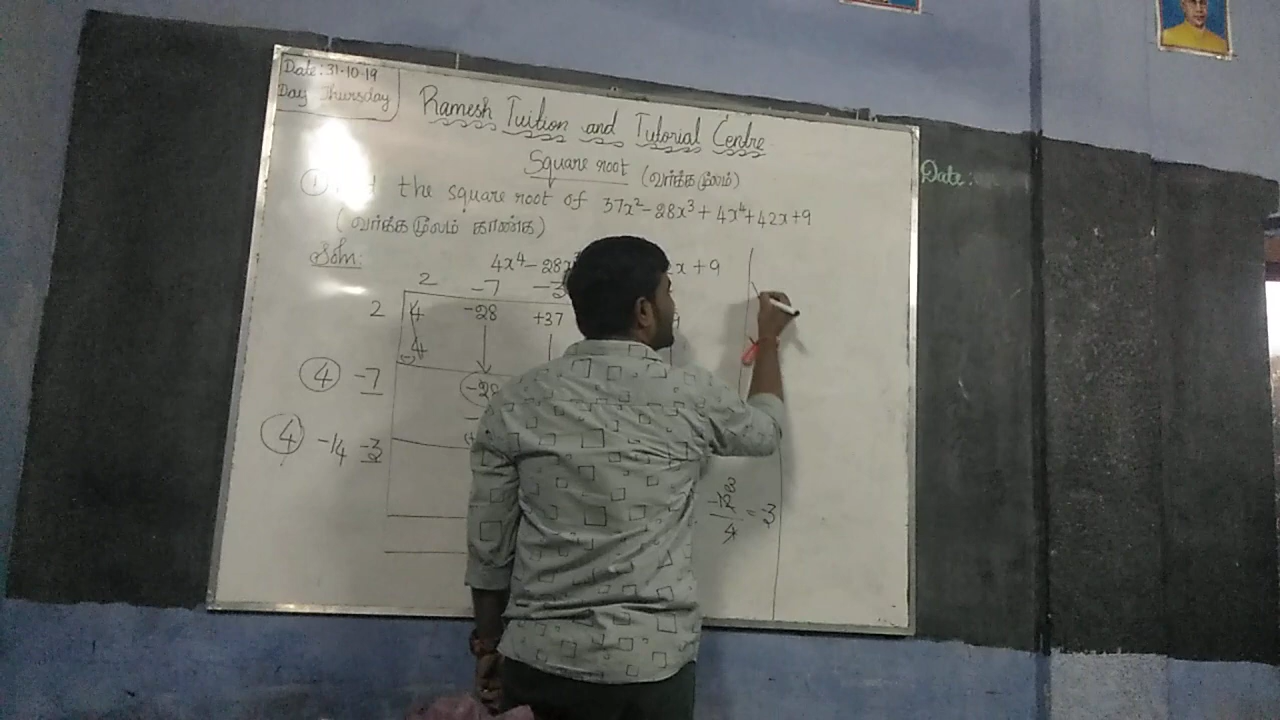 Date: 31-10-19
Day Thursday
Ramesh Tuition and Tutorial Centre
Square root (வர்க்க மூலம்)
① the square root of 37x² - 28x³ + 4x⁴ + 42x + 9
(வர்க்க மூலம் காண்க)
Soln:
4x⁴ - 28x x + 9
2 -7 -3
2 4 -28 +37
4
(-)
④ -7 -28
④ -14 -3
-12 / 4 = -3
Date: